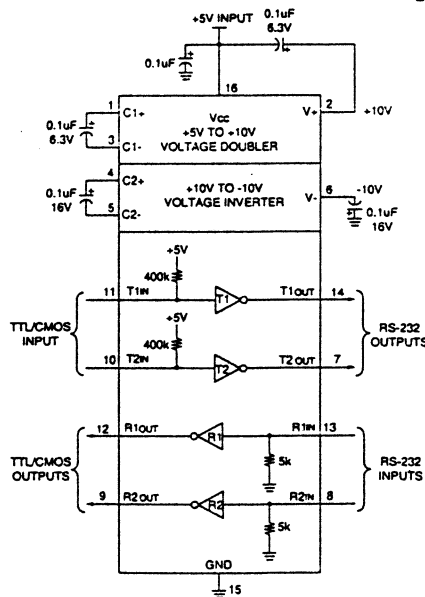 +5V INPUT
0.1uF
6.3V
0.1uF
16
1
C1+
Vcc
V+
2
+10V
0.1uF
6.3V
+5V TO +10V
3
C1-
VOLTAGE DOUBLER
4
C2+
0.1uF
16V
+10V TO -10V
VOLTAGE INVERTER
V-
6
-10V
5
C2-
0.1uF
16V
+5V
400k
11
T1IN
T1
T1OUT
14
TTL/CMOS
INPUT
+5V
400k
RS-232
OUTPUTS
10
T2IN
T2
T2OUT
7
12
R1OUT
R1
R1IN
13
TTL/CMOS
OUTPUTS
5k
RS-232
INPUTS
9
R2OUT
R2
R2IN
8
5k
GND
15